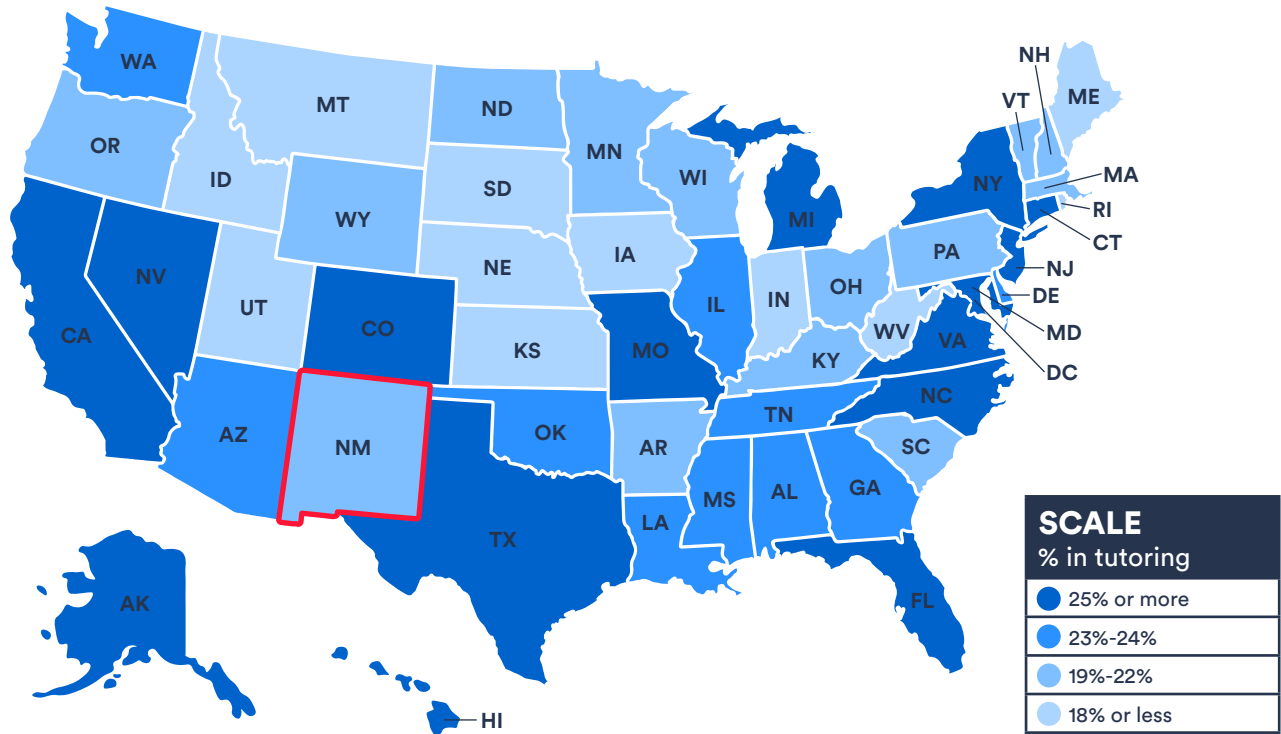 NH
WA
ME
VT
MT
ND
OR
MN
NY
MA
WI
ID
SD
RI
WY
MI
CT
PA
IA
NE
NJ
NV
OH
DE
UT
IL
IN
CO
MD
WV
CA
VA
KS
MO
KY
DC
NC
TN
AZ
OK
NM
AR
SC
GA
AL
MS
LA
TX
FL
AK
HI
SCALE
% in tutoring
25% or more
23%-24%
19%-22%
18% or less